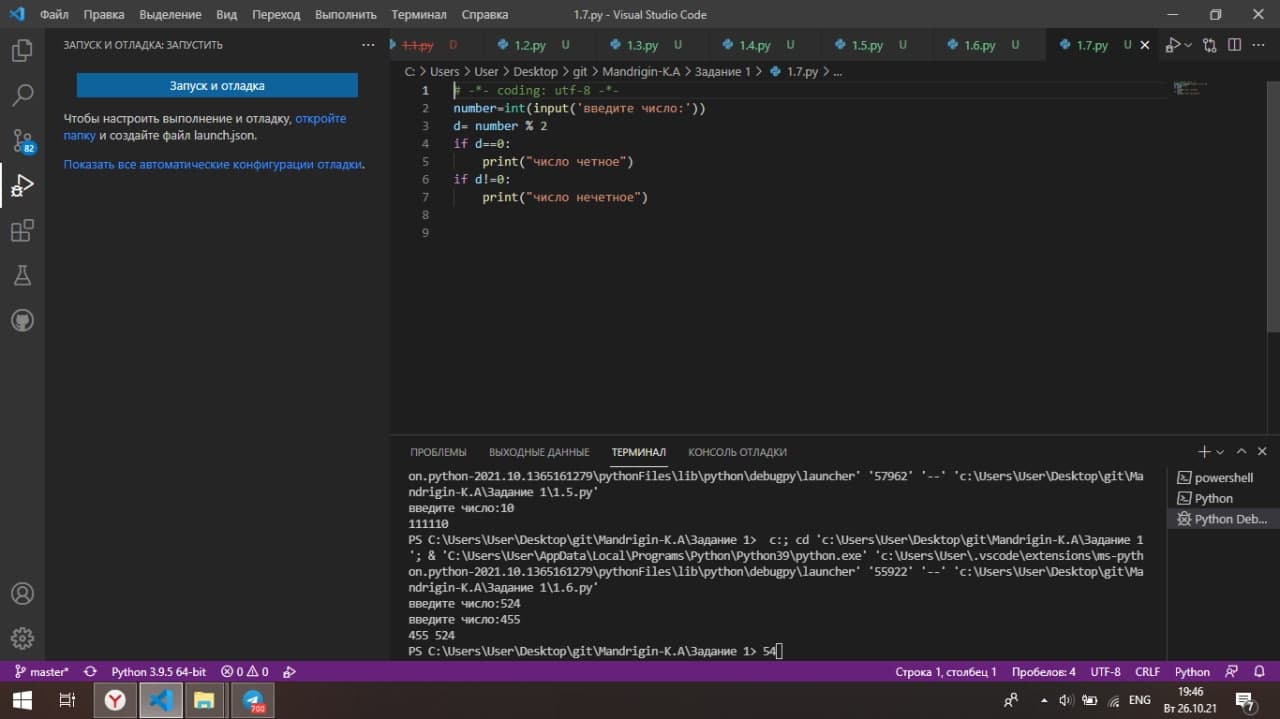 Файл Правка Выделение Вид Переход Выполнить Терминал Справка 1.7.py - Visual Studio Code
ЗАПУСК И ОТЛАДКА: ЗАПУСТИТЬ
1.1.py D 1.2.py U 1.3.py U 1.4.py U 1.5.py U 1.6.py U 1.7.py U
C: > Users > User > Desktop > git > Mandrigin-K.A > Задание 1 > 1.7.py > ...
Запуск и отладка
Чтобы настроить выполнение и отладку, откройте
папку и создайте файл launch.json.
Показать все автоматические конфигурации отладки.
82
1 # -*- coding: utf-8 -*-
2 number=int(input('введите число:'))
3 d= number % 2
4 if d==0:
5 print("число четное")
6 if d!=0:
7 print("число нечетное")
8
9
ПРОБЛЕМЫ ВЫХОДНЫЕ ДАННЫЕ ТЕРМИНАЛ КОНСОЛЬ ОТЛАДКИ
on.python-2021.10.1365161279\pythonFiles\lib\python\debugpy\launcher' '57962' '--' 'c:\Users\User\Desktop\git\Ma
ndrigin-K.A\Задание 1\1.5.py'
введите число:10
111110
PS C:\Users\User\Desktop\git\Mandrigin-K.A\Задание 1>  c:; cd 'c:\Users\User\Desktop\git\Mandrigin-K.A\Задание 1
'; & 'C:\Users\User\AppData\Local\Programs\Python\Python39\python.exe' 'c:\Users\User\.vscode\extensions\ms-pyth
on.python-2021.10.1365161279\pythonFiles\lib\python\debugpy\launcher' '55922' '--' 'c:\Users\User\Desktop\git\Ma
ndrigin-K.A\Задание 1\1.6.py'
введите число:524
введите число:455
455 524
PS C:\Users\User\Desktop\git\Mandrigin-K.A\Задание 1> 54
powershell
Python
Python Deb...
master* Python 3.9.5 64-bit 0 0 Строка 1, столбец 1 Пробелов: 4 UTF-8 CRLF Python
700
ENG
19:46
Вт 26.10.21
7